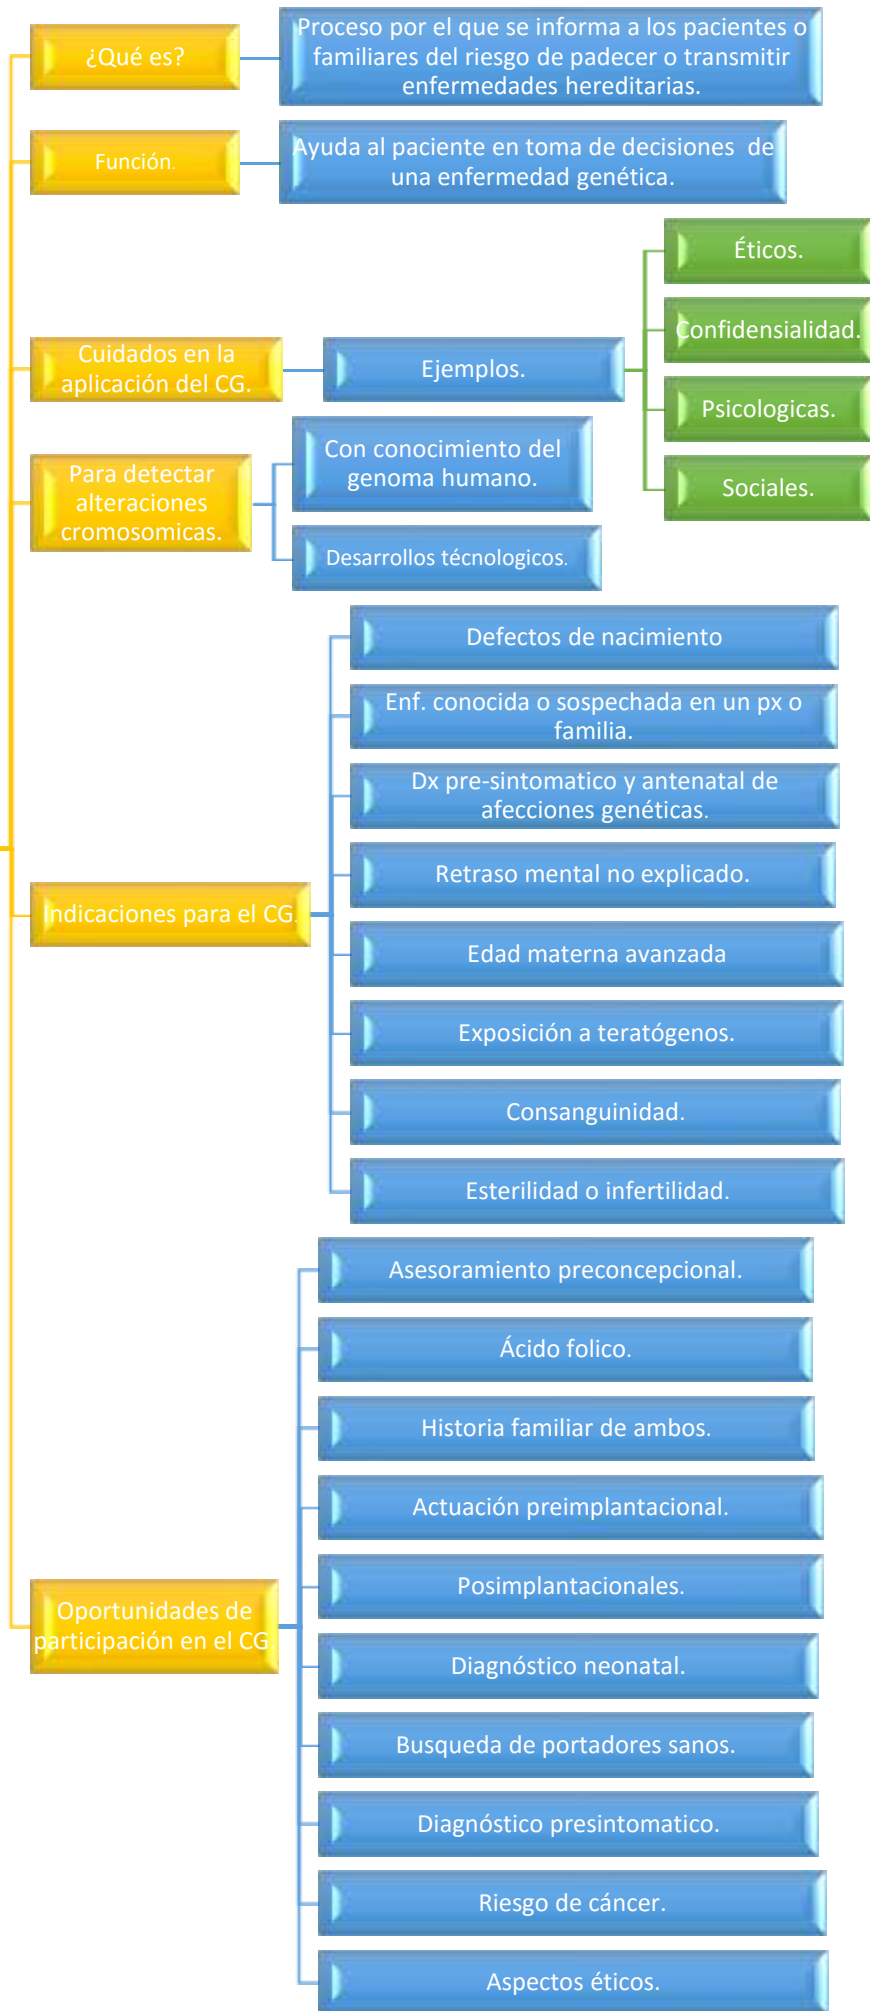 ¿Qué es?
Proceso por el que se informa a los pacientes o
familiares del riesgo de padecer o transmitir
enfermedades hereditarias.
Función.
Ayuda al paciente en toma de decisiones  de
una enfermedad genética.
Cuidados en la
aplicación del CG.
Ejemplos.
Éticos.
Confidensialidad.
Psicologicas.
Sociales.
Para detectar
alteraciones
cromosomicas.
Con conocimiento del
genoma humano.
Desarrollos técnologicos.
Indicaciones para el CG.
Defectos de nacimiento
Enf. conocida o sospechada en un px o
familia.
Dx pre-sintomatico y antenatal de
afecciones genéticas.
Retraso mental no explicado.
Edad materna avanzada
Exposición a teratógenos.
Consanguinidad.
Esterilidad o infertilidad.
Oportunidades de
participación en el CG.
Asesoramiento preconcepcional.
Ácido folico.
Historia familiar de ambos.
Actuación preimplantacional.
Posimplantacionales.
Diagnóstico neonatal.
Busqueda de portadores sanos.
Diagnóstico presintomatico.
Riesgo de cáncer.
Aspectos éticos.